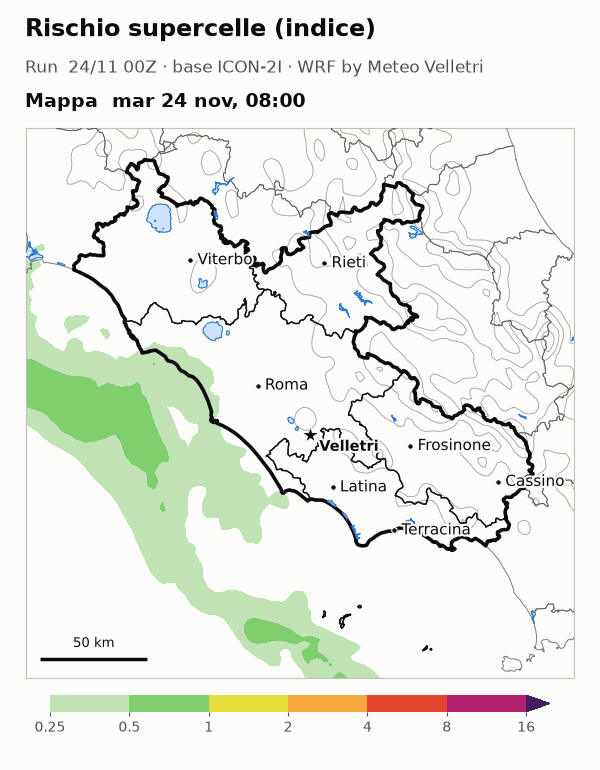 Rischio supercelle (indice)
Run  24/11 00Z · base ICON-2I · WRF by Meteo Velletri
Mappa  mar 24 nov, 08:00
Viterbo
Rieti
Roma
Velletri
Frosinone
Cassino
Latina
Terracina
50 km
0.25 0.5 1 2 4 8 16